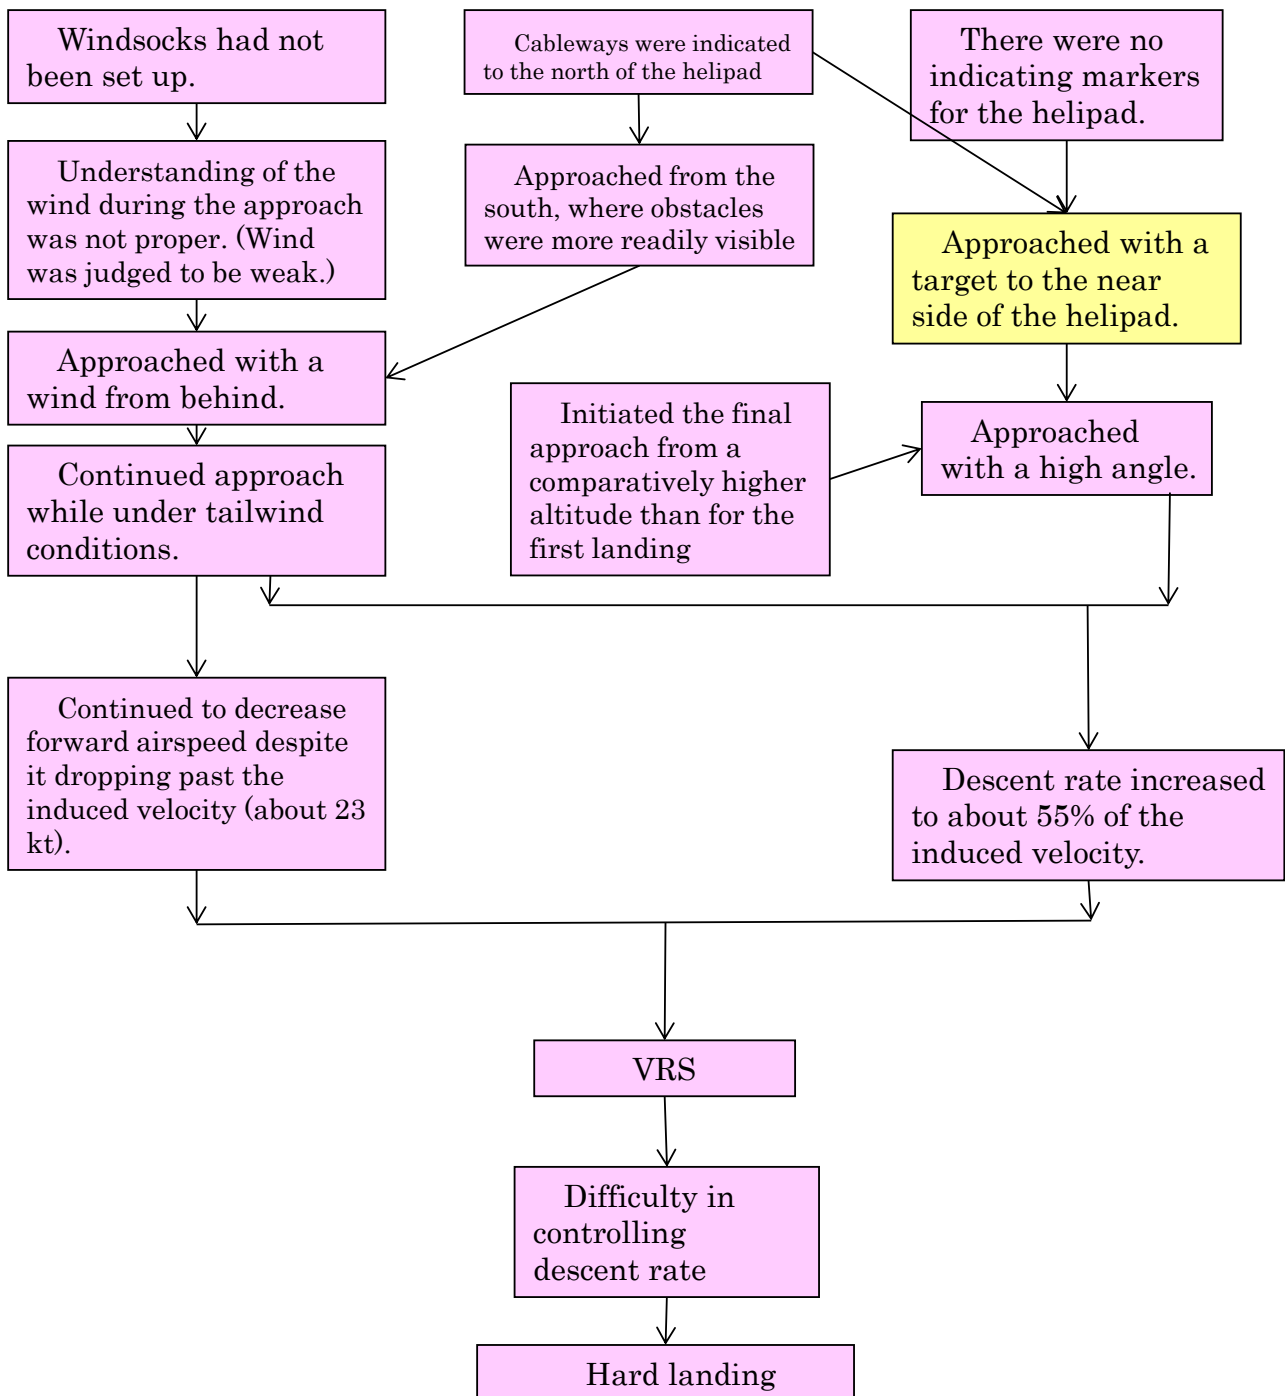 Windsocks had not
been set up.
Cableways were indicated
to the north of the helipad
There were no
indicating markers
for the helipad.
Understanding of the
wind during the approach
was not proper. (Wind
was judged to be weak.)
Approached from the
south, where obstacles
were more readily visible
Approached with a
target to the near
side of the helipad.
Approached with a
wind from behind.
Initiated the final
approach from a
comparatively higher
altitude than for the
first landing
Approached
with a high angle.
Continued approach
while under tailwind
conditions.
Continued to decrease
forward airspeed despite
it dropping past the
induced velocity (about 23
kt).
Descent rate increased
to about 55% of the
induced velocity.
VRS
Difficulty in
controlling
descent rate
Hard landing